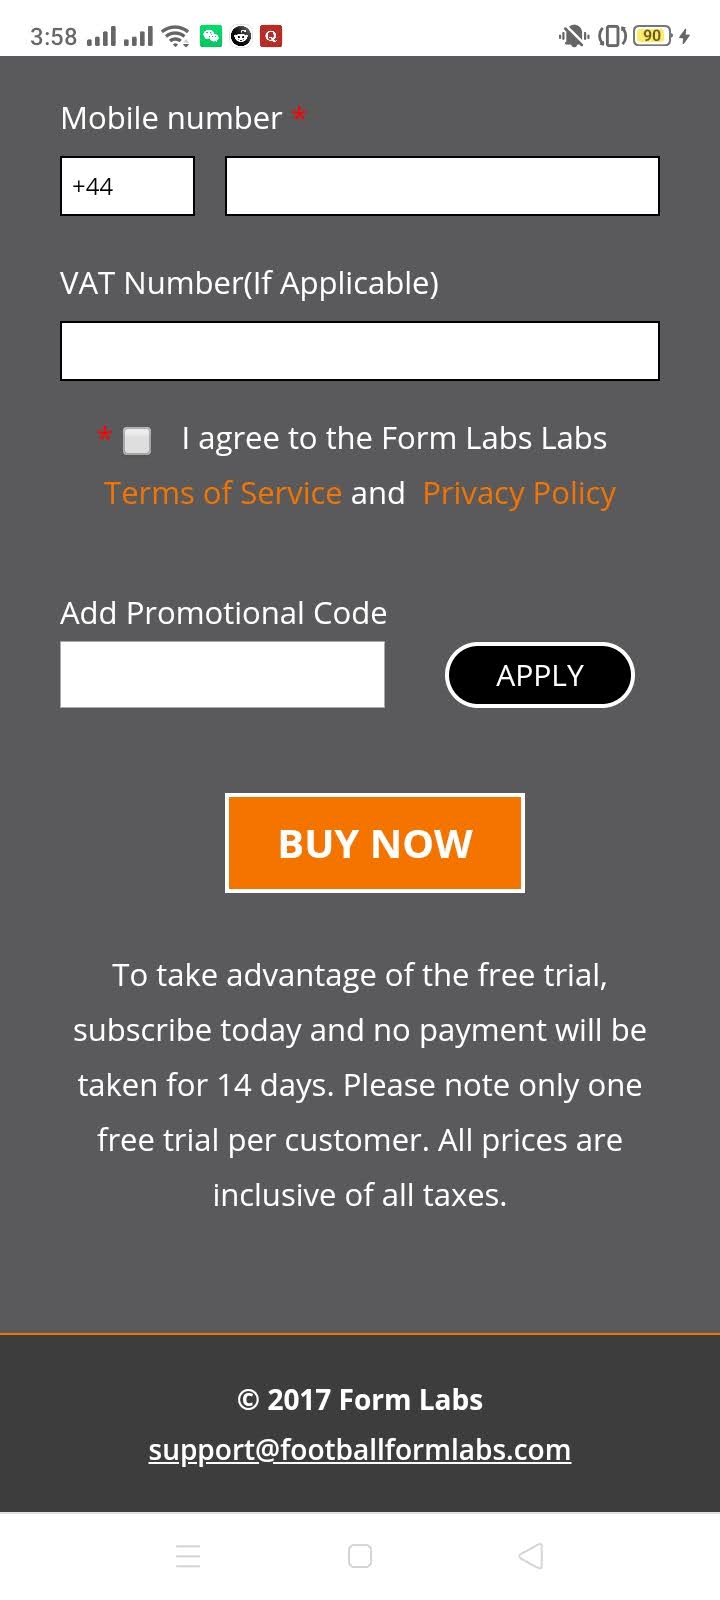 3:58
90
Mobile number *
+44
VAT Number(If Applicable)
* I agree to the Form Labs Labs
Terms of Service and Privacy Policy
Add Promotional Code
APPLY
BUY NOW
To take advantage of the free trial,
subscribe today and no payment will be
taken for 14 days. Please note only one
free trial per customer. All prices are
inclusive of all taxes.
© 2017 Form Labs
support@footballformlabs.com